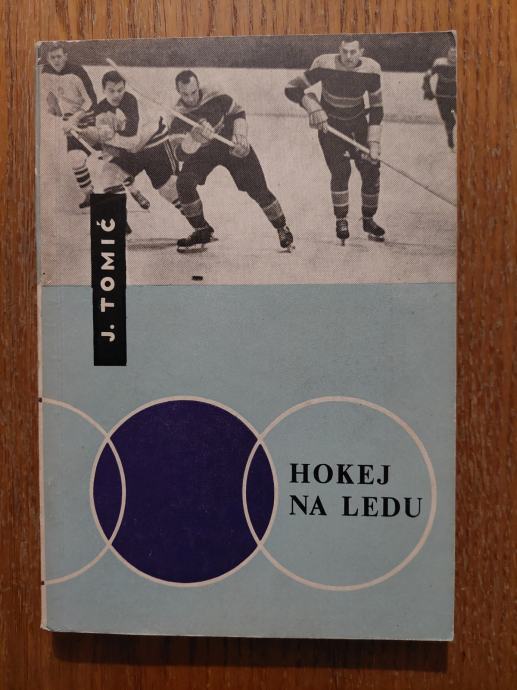 J. TOMIĆ
HOKEJ
NA LEDU